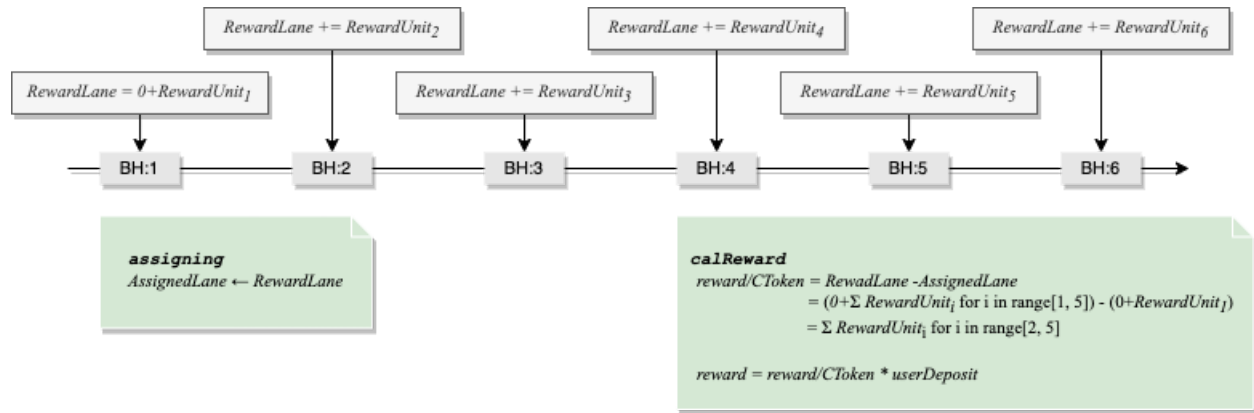 RewardLane += RewardUnit2
RewardLane += RewardUnit4
RewardLane += RewardUnit6
RewardLane = 0+RewardUnit1
RewardLane += RewardUnit3
RewardLane += RewardUnit5
BH:1
BH:2
BH:3
BH:4
BH:5
BH:6
assigning
AssignedLane ← RewardLane
calReward
reward/CToken = RewadLane -AssignedLane
= (0+Σ RewardUniti for i in range[1, 5]) - (0+RewardUnit1)
= Σ RewardUniti for i in range[2, 5]
reward = reward/CToken * userDeposit